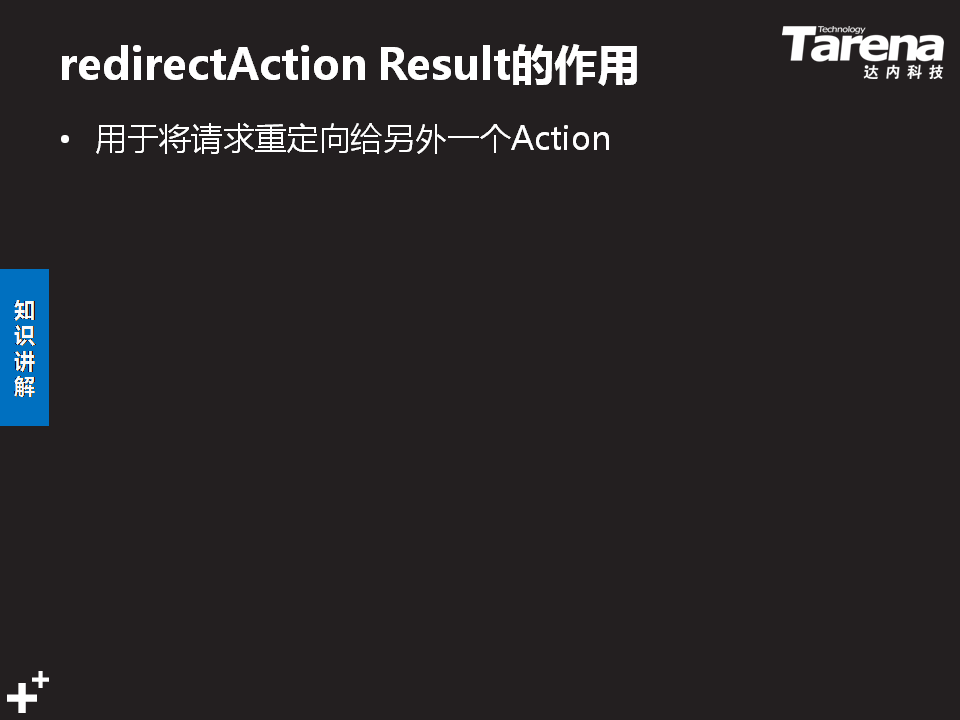 redirectAction Result的作用
Technology
Tarena
达内科技
• 用于将请求重定向给另外一个Action
知
识
讲
解